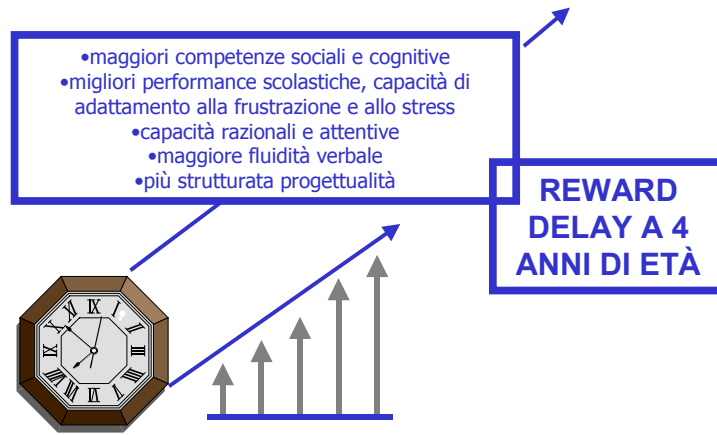 •maggiori competenze sociali e cognitive
•migliori performance scolastiche, capacità di
adattamento alla frustrazione e allo stress
•capacità razionali e attentive
•maggiore fluidità verbale
•più strutturata progettualità
REWARD
DELAY A 4
ANNI DI ETÀ